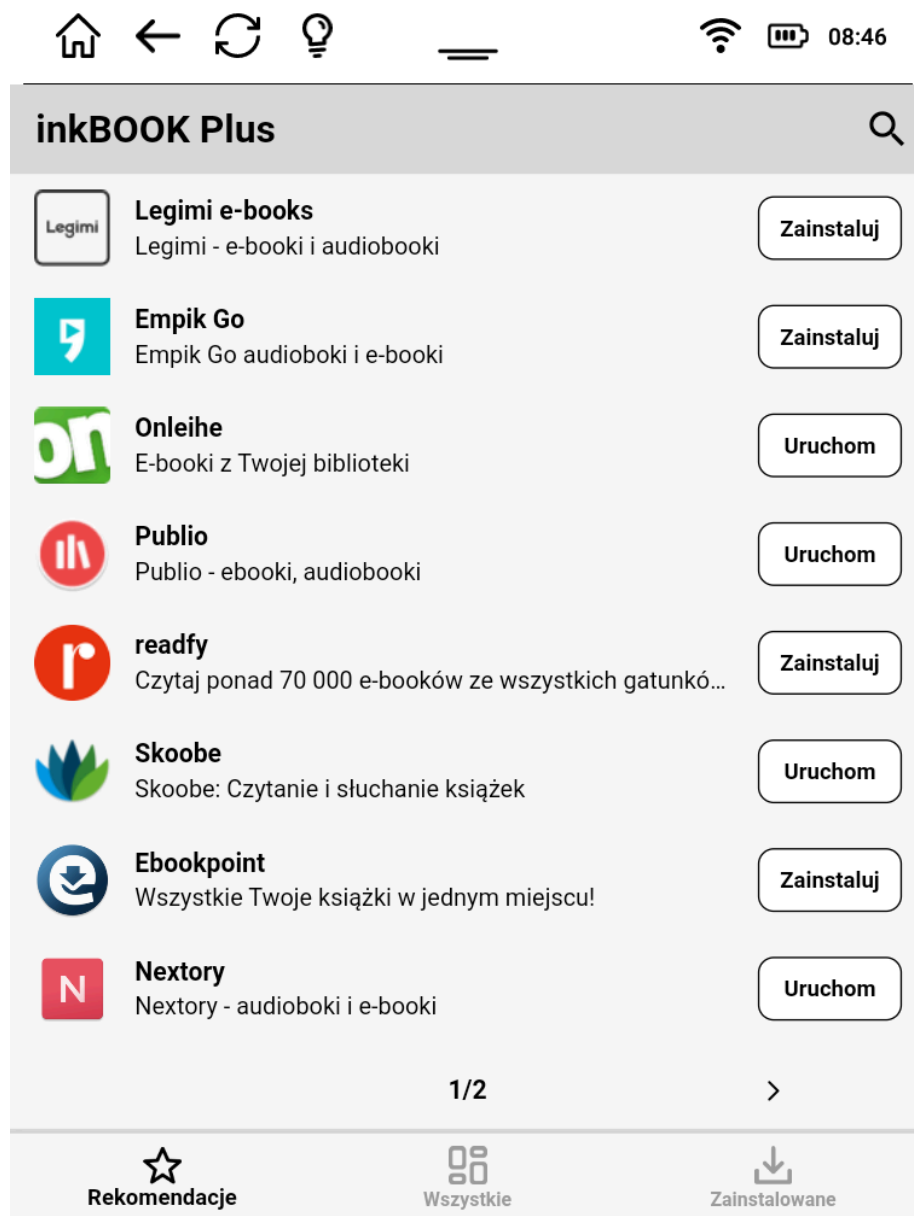 08:46
inkBOOK Plus
Legimi
Legimi e-books
Legimi - e-booki i audiobooki
Zainstaluj
Empik Go
Empik Go audioboki i e-booki
Zainstaluj
on
Onleihe
E-booki z Twojej biblioteki
Uruchom
Publio
Publio - ebooki, audiobooki
Uruchom
r
readfy
Czytaj ponad 70 000 e-booków ze wszystkich gatunkó...
Zainstaluj
Skoobe
Skoobe: Czytanie i słuchanie książek
Uruchom
e
Ebookpoint
Wszystkie Twoje książki w jednym miejscu!
Zainstaluj
N
Nextory
Nextory - audioboki i e-booki
Uruchom
1/2
Rekomendacje
Wszystkie
Zainstalowane